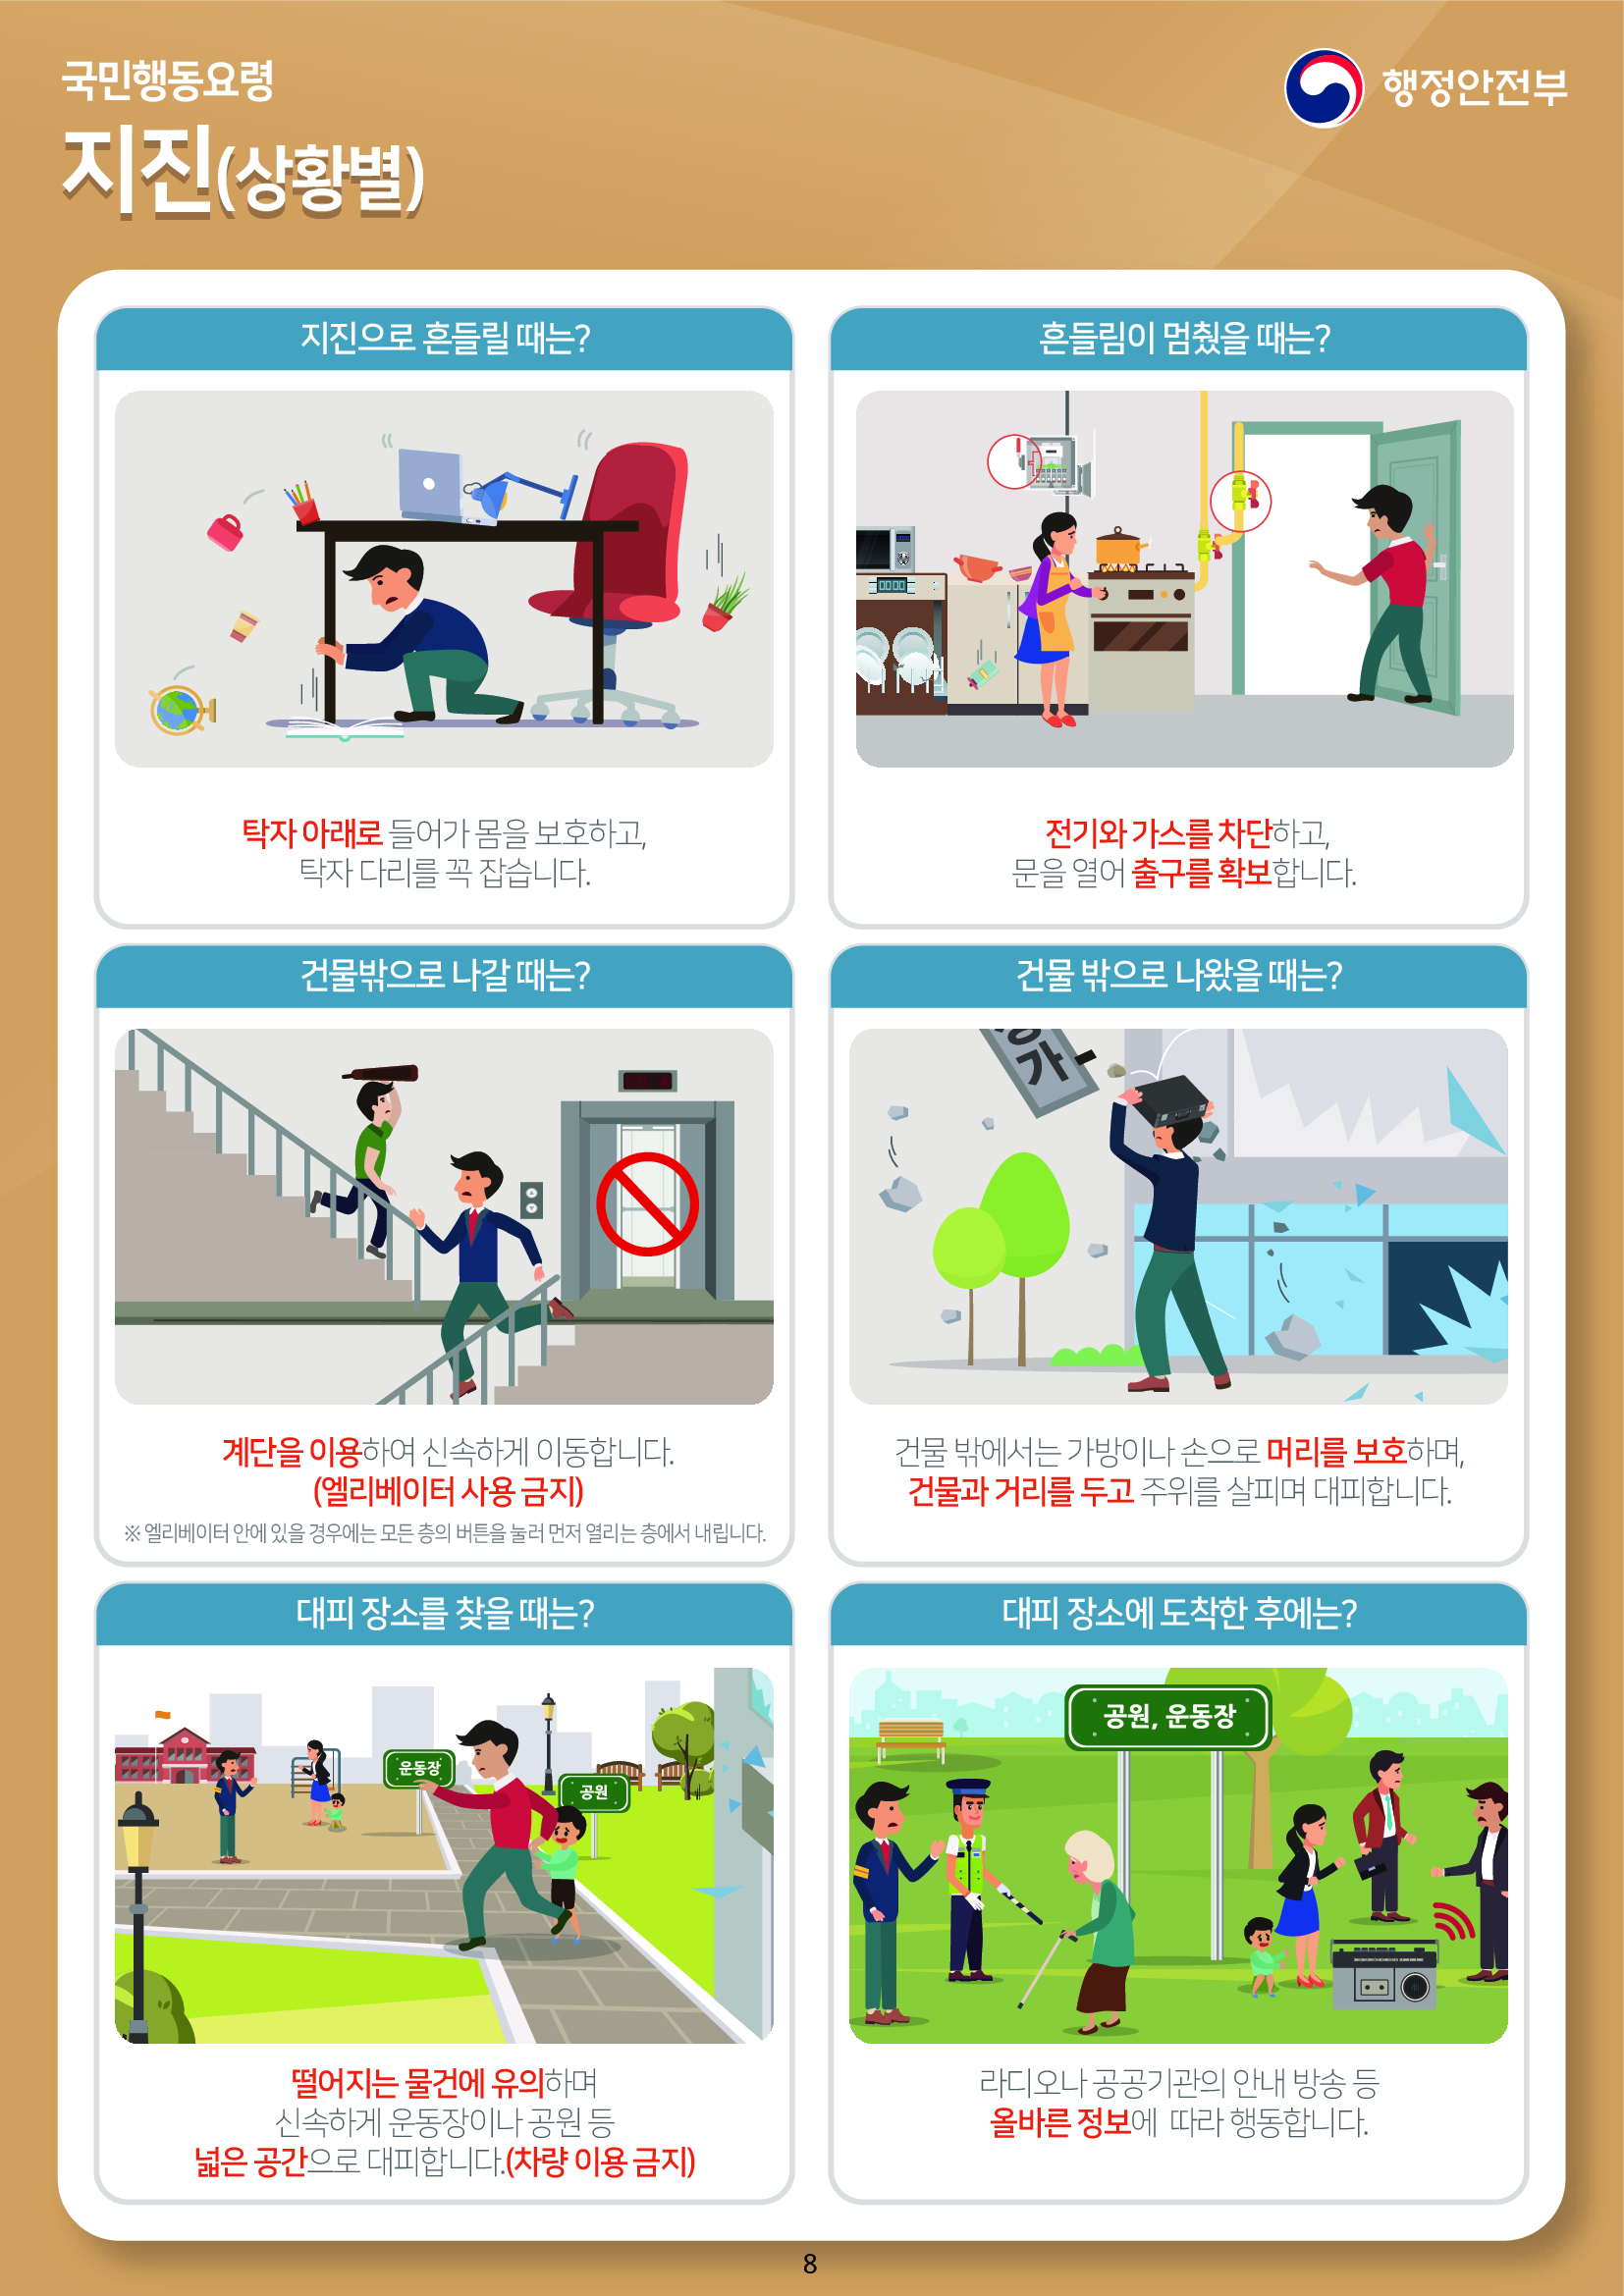 국민행동요령
지진(상황별)
행정안전부
지진으로 흔들릴 때는?
탁자 아래로 들어가 몸을 보호하고,
탁자 다리를 꼭 잡습니다.
흔들림이 멈췄을 때는?
전기와 가스를 차단하고,
문을 열어 출구를 확보합니다.
건물밖으로 나갈 때는?
계단을 이용하여 신속하게 이동합니다.
(엘리베이터 사용 금지)
※ 엘리베이터 안에 있을 경우에는 모든 층의 버튼을 눌러 먼저 열리는 층에서 내립니다.
건물 밖으로 나왔을 때는?
가
건물 밖에서는 가방이나 손으로 머리를 보호하며,
건물과 거리를 두고 주위를 살피며 대피합니다.
대피 장소를 찾을 때는?
운동장
공원
떨어지는 물건에 유의하며
신속하게 운동장이나 공원 등
넓은 공간으로 대피합니다.(차량 이용 금지)
대피 장소에 도착한 후에는?
공원, 운동장
라디오나 공공기관의 안내 방송 등
올바른 정보에 따라 행동합니다.
8